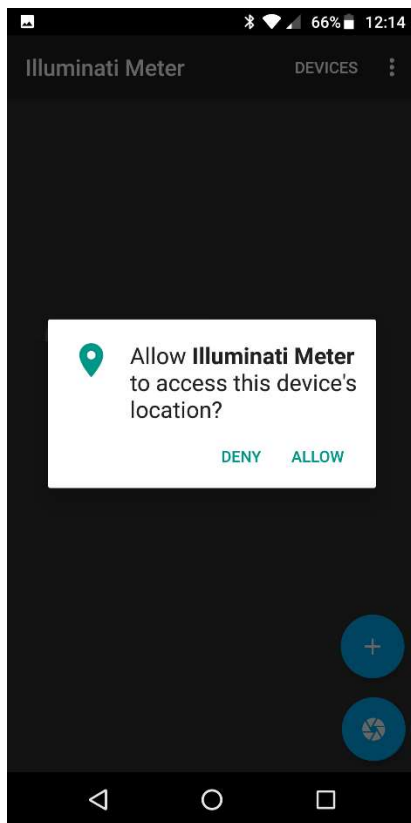 66% 12:14
Illuminati Meter DEVICES
Allow Illuminati Meter
to access this device's
location?
DENY ALLOW